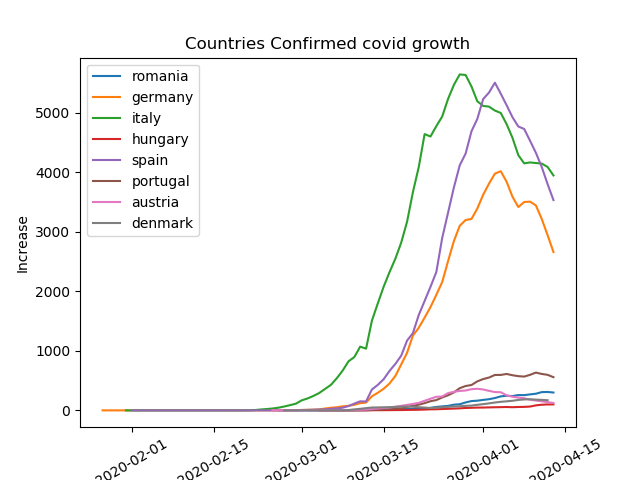 Countries Confirmed covid growth
romania
germany
italy
hungary
spain
portugal
austria
denmark
Increase
5000
4000
3000
2000
1000
0
2020-02-01
2020-02-15
2020-03-01
2020-03-15
2020-04-01
2020-04-15